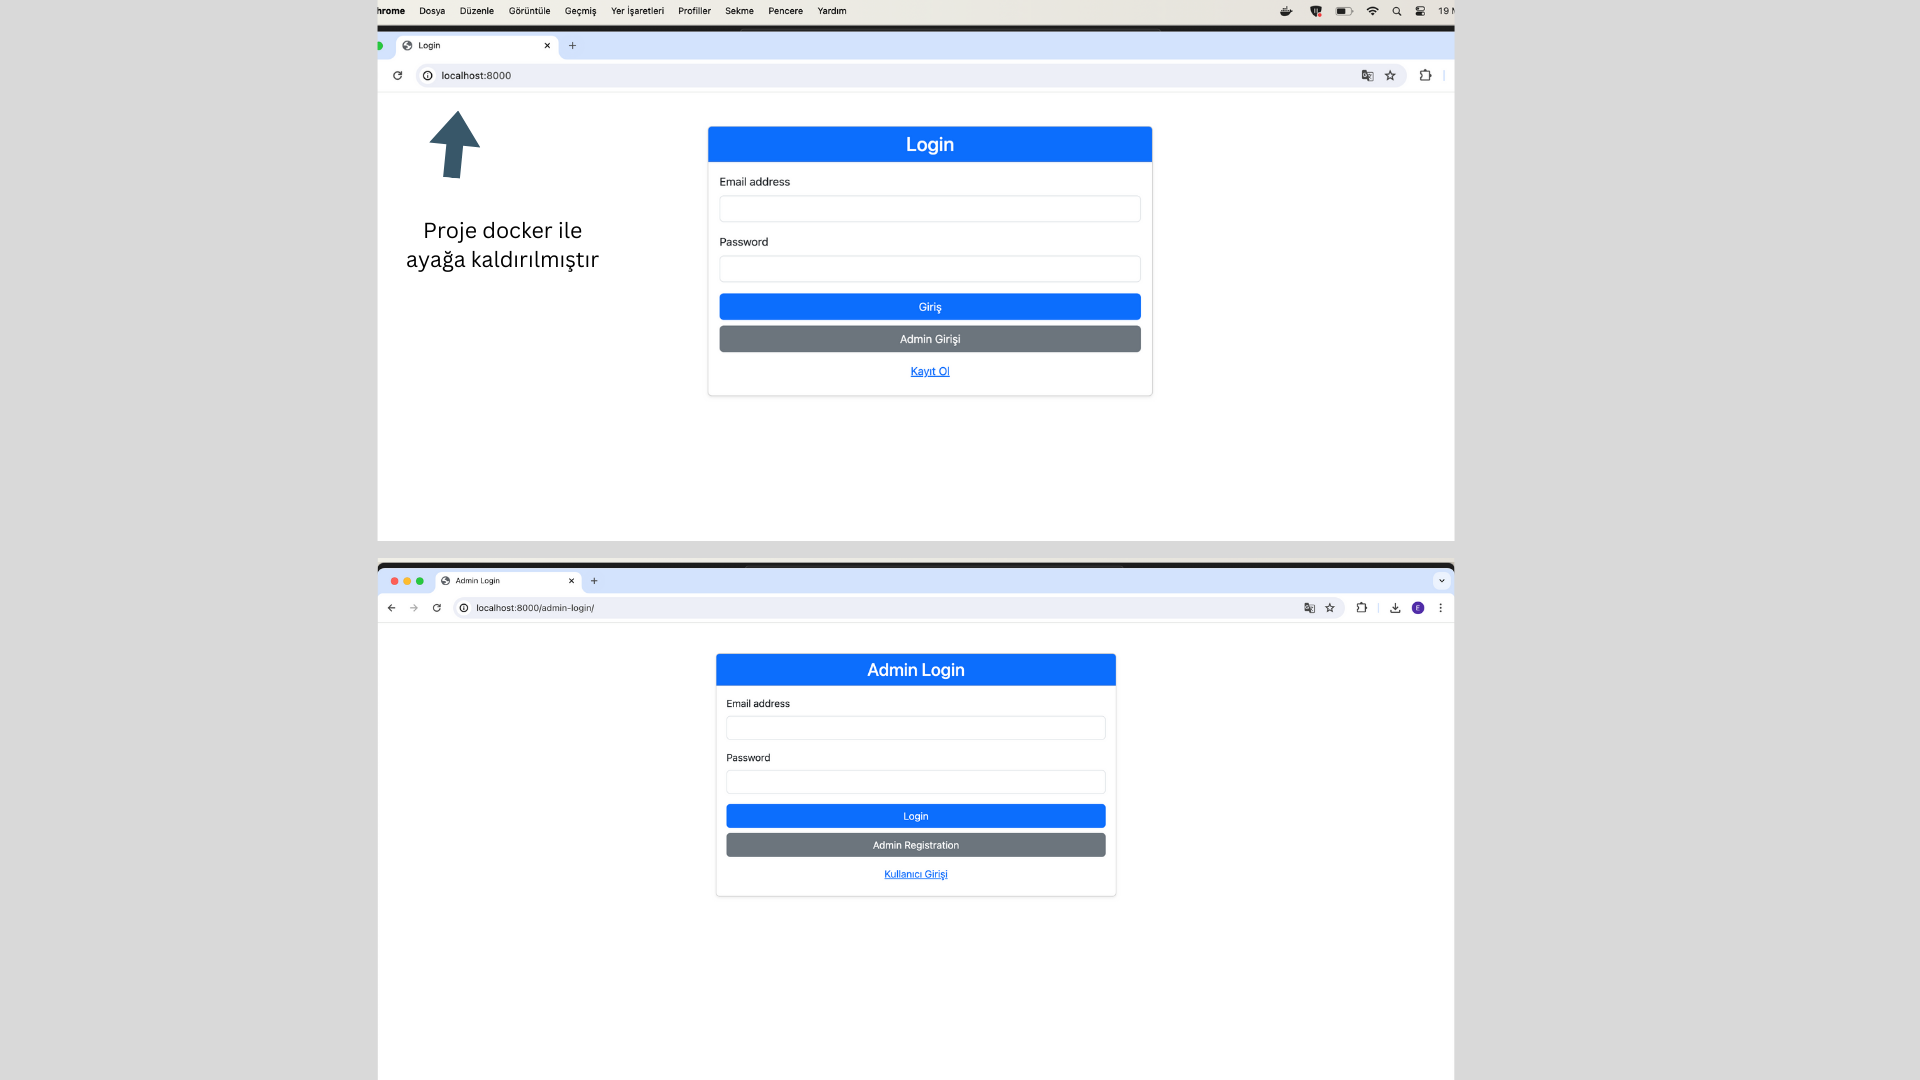 Dosya Düzenle Görüntüle Geçmiş Yer İşaretleri Profiller Sekme Pencere Yardım 19
Login
localhost:8000
Proje docker ile
ayağa kaldırılmıştır
Login
Email address
Password
Giriş
Admin Girişi
Kayıt Ol
Admin Login
localhost:8000/admin-login/
E
Admin Login
Email address
Password
Login
Admin Registration
Kullanıcı Girişi